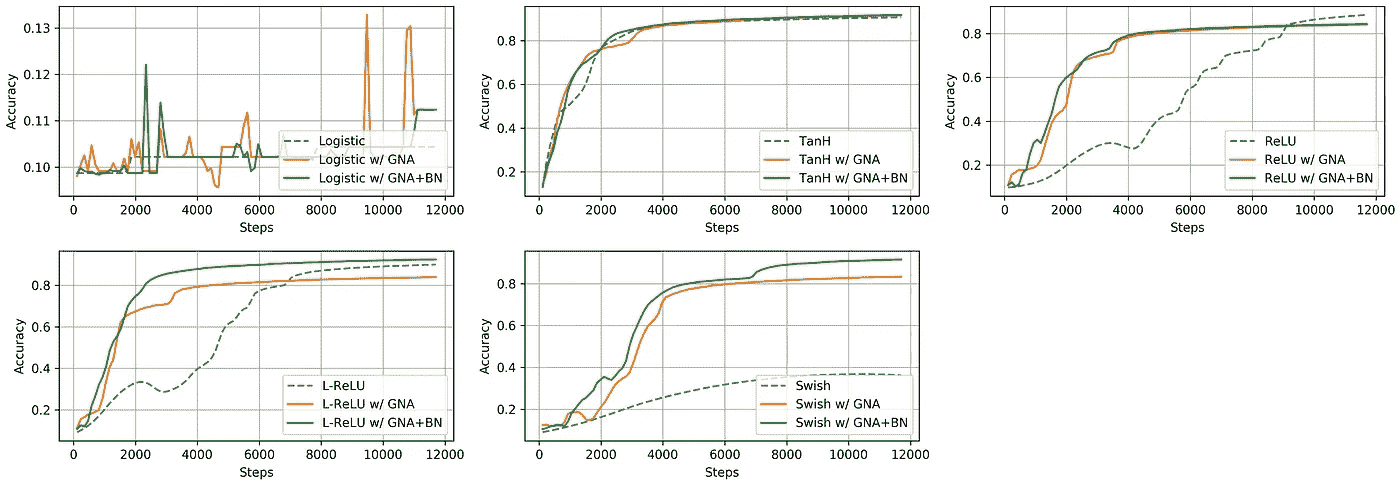 Accuracy
0.13
0.12
0.11
0.10
Logistic
Logistic w/ GNA
Logistic w/ GNA+BN
0 2000 4000 6000 8000 10000 12000
Steps
Accuracy
0.8
0.6
0.4
0.2
TanH
TanH w/ GNA
TanH w/ GNA+BN
0 2000 4000 6000 8000 10000 12000
Steps
Accuracy
0.8
0.6
0.4
0.2
ReLU
ReLU w/ GNA
ReLU w/ GNA+BN
0 2000 4000 6000 8000 10000 12000
Steps
Accuracy
0.8
0.6
0.4
0.2
L-ReLU
L-ReLU w/ GNA
L-ReLU w/ GNA+BN
0 2000 4000 6000 8000 10000 12000
Steps
Accuracy
0.8
0.6
0.4
0.2
Swish
Swish w/ GNA
Swish w/ GNA+BN
0 2000 4000 6000 8000 10000 12000
Steps